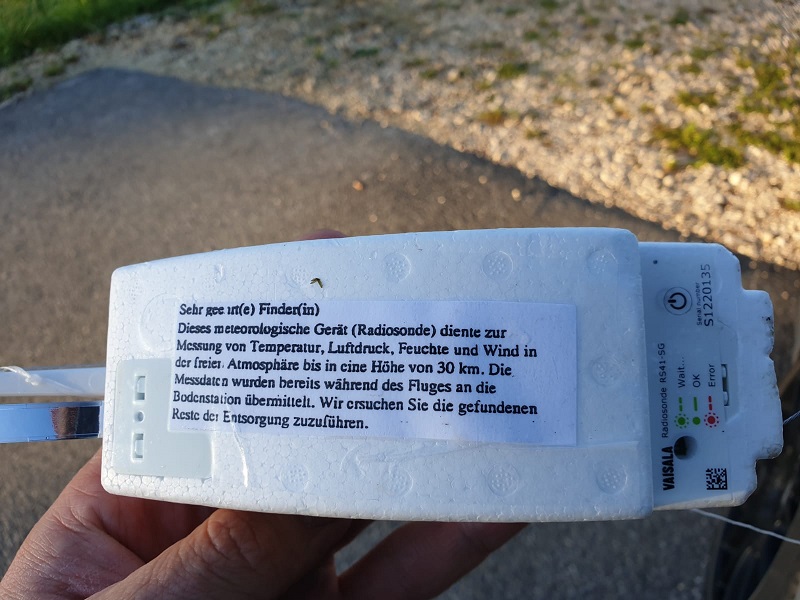 Sehr geehrt(e) Finder(in)
Dieses meteorologische Gerät (Radiosonde) diente zur
Messung von Temperatur, Luftdruck, Feuchte und Wind in
der freien Atmosphäre bis in eine Höhe von 30 km. Die
Messdaten wurden bereits während des Fluges an die
Bodenstation übermittelt. Wir ersuchen Sie die gefundenen
Reste der Entsorgung zuzuführen.
VAISALA
Radiosonde RS41-SG
Wait...
OK
Error
Serial number
S1220135